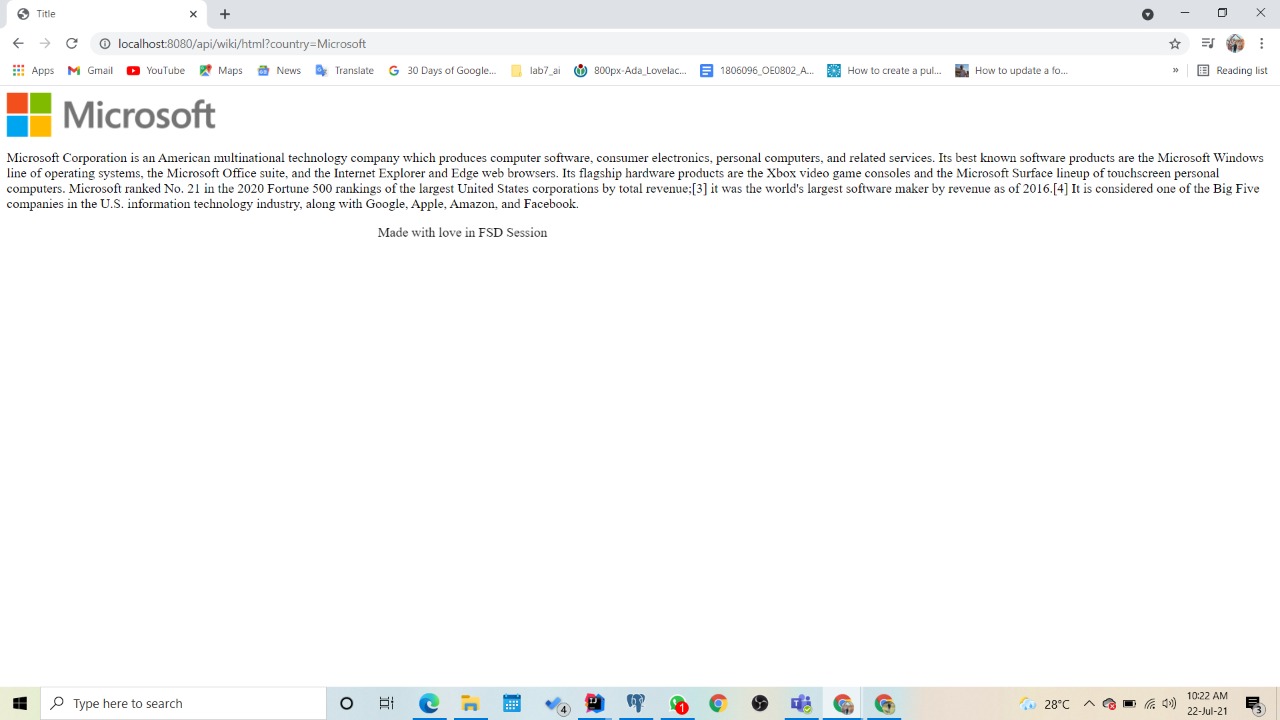 Title
localhost:8080/api/wiki/html?country=Microsoft
Apps Gmail YouTube Maps News Translate 30 Days of Google... lab7_ai 800px-Ada_Lovelac... 1806096_OE0802_A... How to create a pul... How to update a fo... » Reading list
Microsoft
Microsoft Corporation is an American multinational technology company which produces computer software, consumer electronics, personal computers, and related services. Its best known software products are the Microsoft Windows
line of operating systems, the Microsoft Office suite, and the Internet Explorer and Edge web browsers. Its flagship hardware products are the Xbox video game consoles and the Microsoft Surface lineup of touchscreen personal
computers. Microsoft ranked No. 21 in the 2020 Fortune 500 rankings of the largest United States corporations by total revenue;[3] it was the world's largest software maker by revenue as of 2016.[4] It is considered one of the Big Five
companies in the U.S. information technology industry, along with Google, Apple, Amazon, and Facebook.
Made with love in FSD Session
Type here to search 4 1 28°C 10:22 AM
22-Jul-21 3